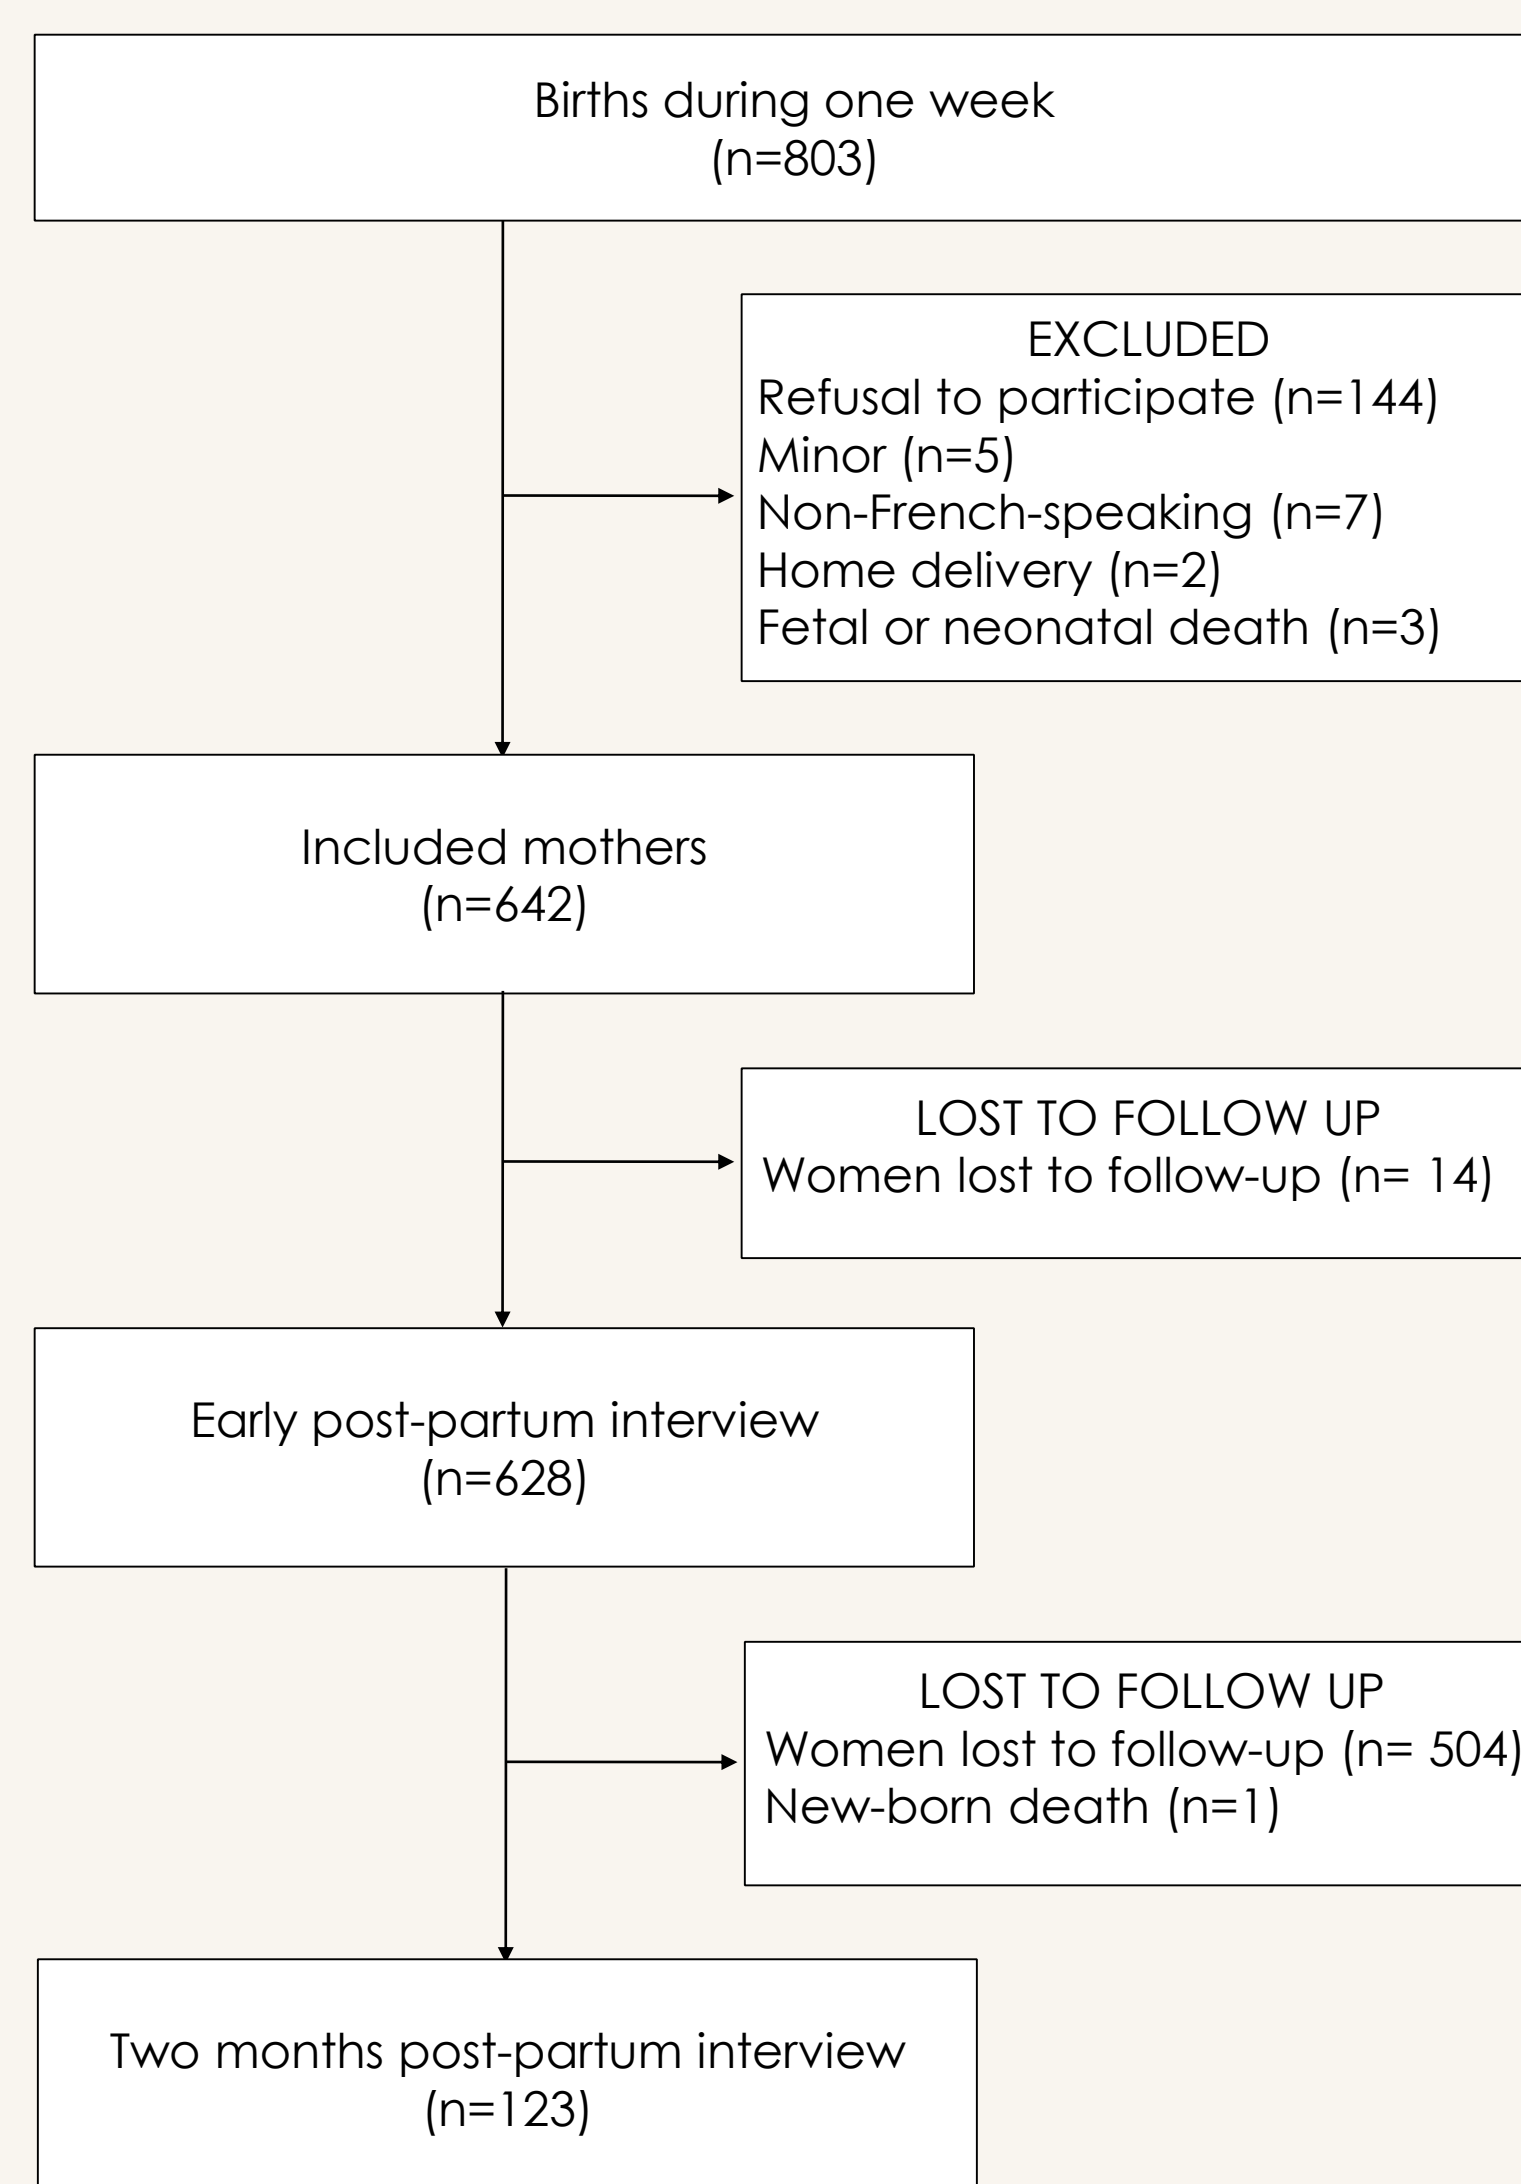 Births during one week
(n=803)
EXCLUDED
Refusal to participate (n=144)
Minor (n=5)
Non-French-speaking (n=7)
Home delivery (n=2)
Fetal or neonatal death (n=3)
Included mothers
(n=642)
LOST TO FOLLOW UP
Women lost to follow-up (n= 14)
Early post-partum interview
(n=628)
LOST TO FOLLOW UP
Women lost to follow-up (n= 504)
New-born death (n=1)
Two months post-partum interview
(n=123)